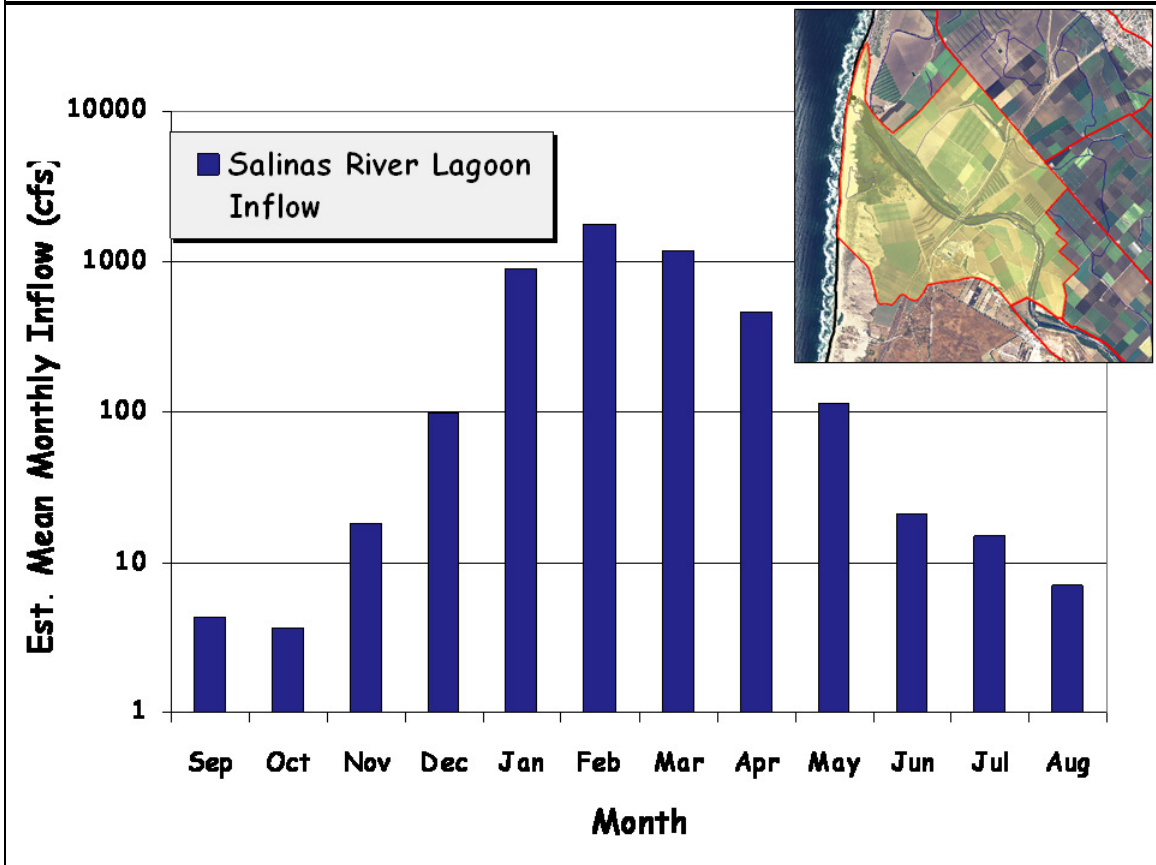 10000
1000
100
10
1
Est. Mean Monthly Inflow (cfs)
Salinas River Lagoon
Inflow
Sep Oct Nov Dec Jan Feb Mar Apr May Jun Jul Aug
Month